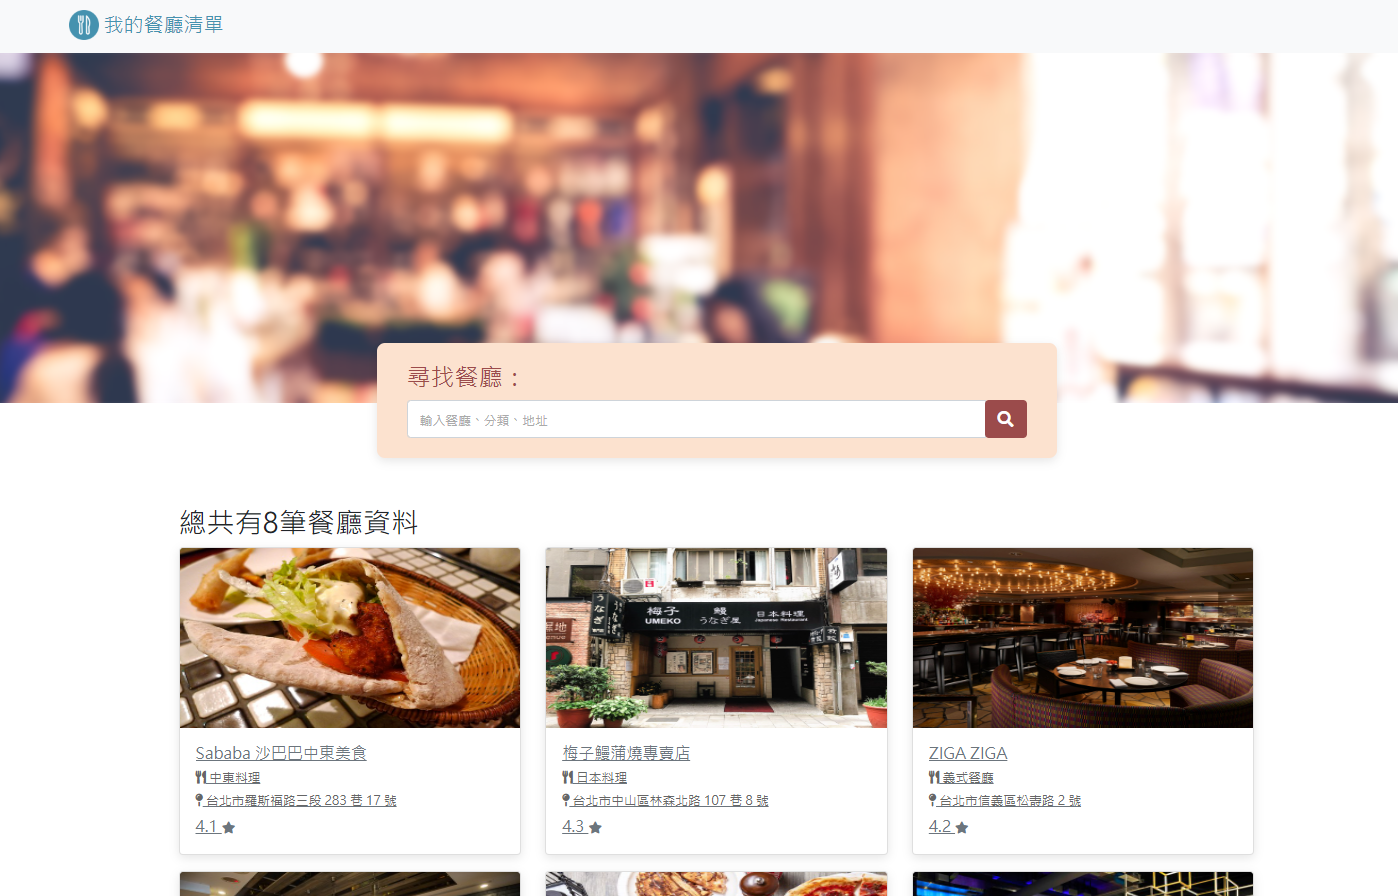 我的餐廳清單
尋找餐廳：
輸入餐廳、分類、地址
總共有8筆餐廳資料
梅子 鰻 日本料理
UMEKO うなぎ屋 Japanese Restaurant
うなぎ
梅
Sababa 沙巴巴中東美食
中東料理
台北市羅斯福路三段 283 巷 17 號
4.1
梅子鰻蒲燒專賣店
日本料理
台北市中山區林森北路 107 巷 8 號
4.3
ZIGA ZIGA
義式餐廳
台北市信義區松壽路 2 號
4.2